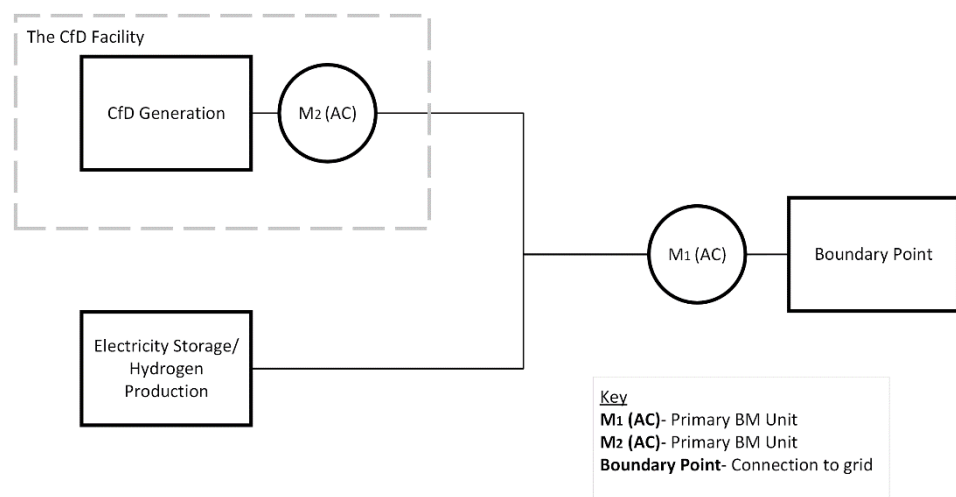 The CfD Facility
CfD Generation
M2 (AC)
M1 (AC)
Boundary Point
Electricity Storage/
Hydrogen
Production
Key
M1 (AC)- Primary BM Unit
M2 (AC)- Primary BM Unit
Boundary Point- Connection to grid